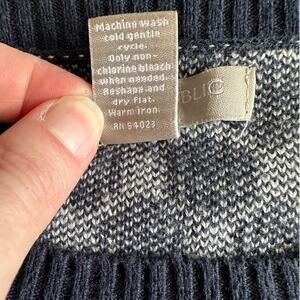 Machine wash
cold gentle
cycle.
Only non-
chlorine bleach
when needed.
Reshape and
dry flat.
Warm iron.
RN 54023
BLIC